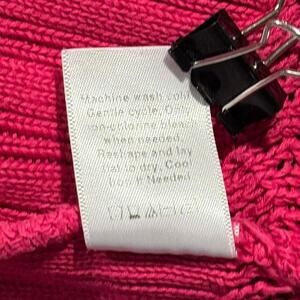 Machine wash cold
Gentle cycle. Only
non-chlorine bleach
when needed.
Reshape and lay
flat to dry. Cool
Iron If Needed